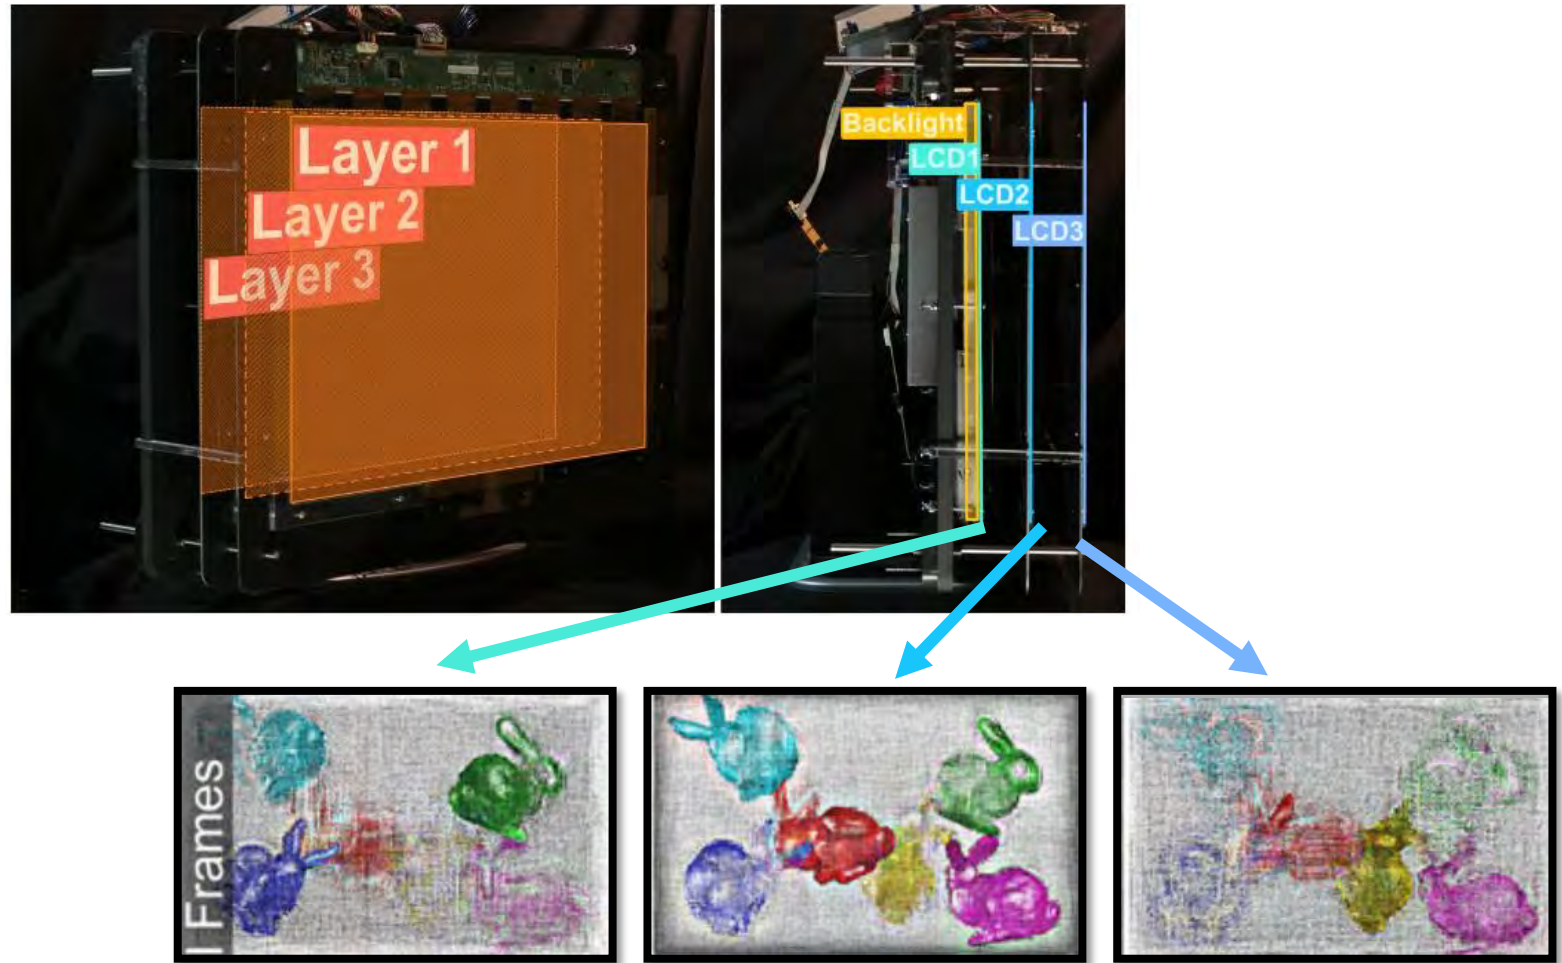 Layer 1
Layer 2
Layer 3
Backlight
LCD1
LCD2
LCD3
l Frames